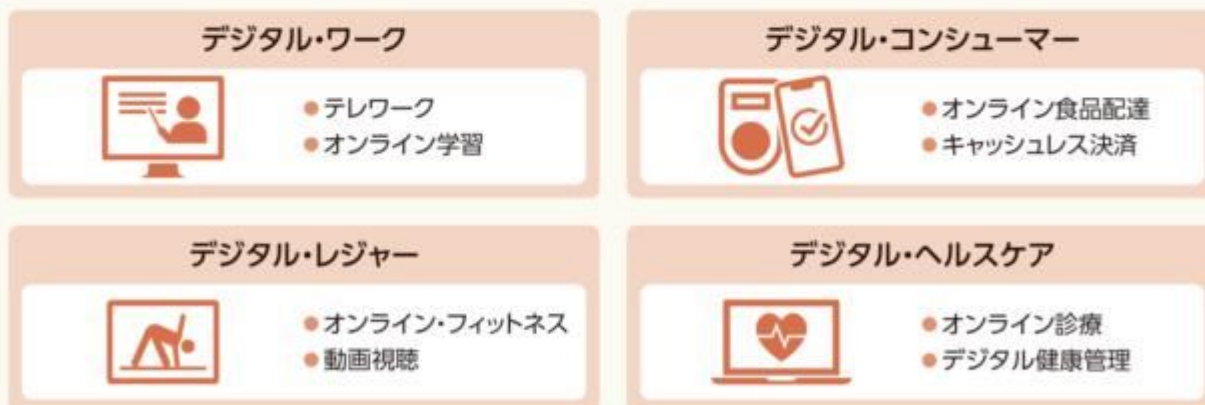 デジタル・ワーク
●テレワーク
●オンライン学習
デジタル・コンシューマー
●オンライン食品配達
●キャッシュレス決済
デジタル・レジャー
●オンライン・フィットネス
●動画視聴
デジタル・ヘルスケア
●オンライン診療
●デジタル健康管理